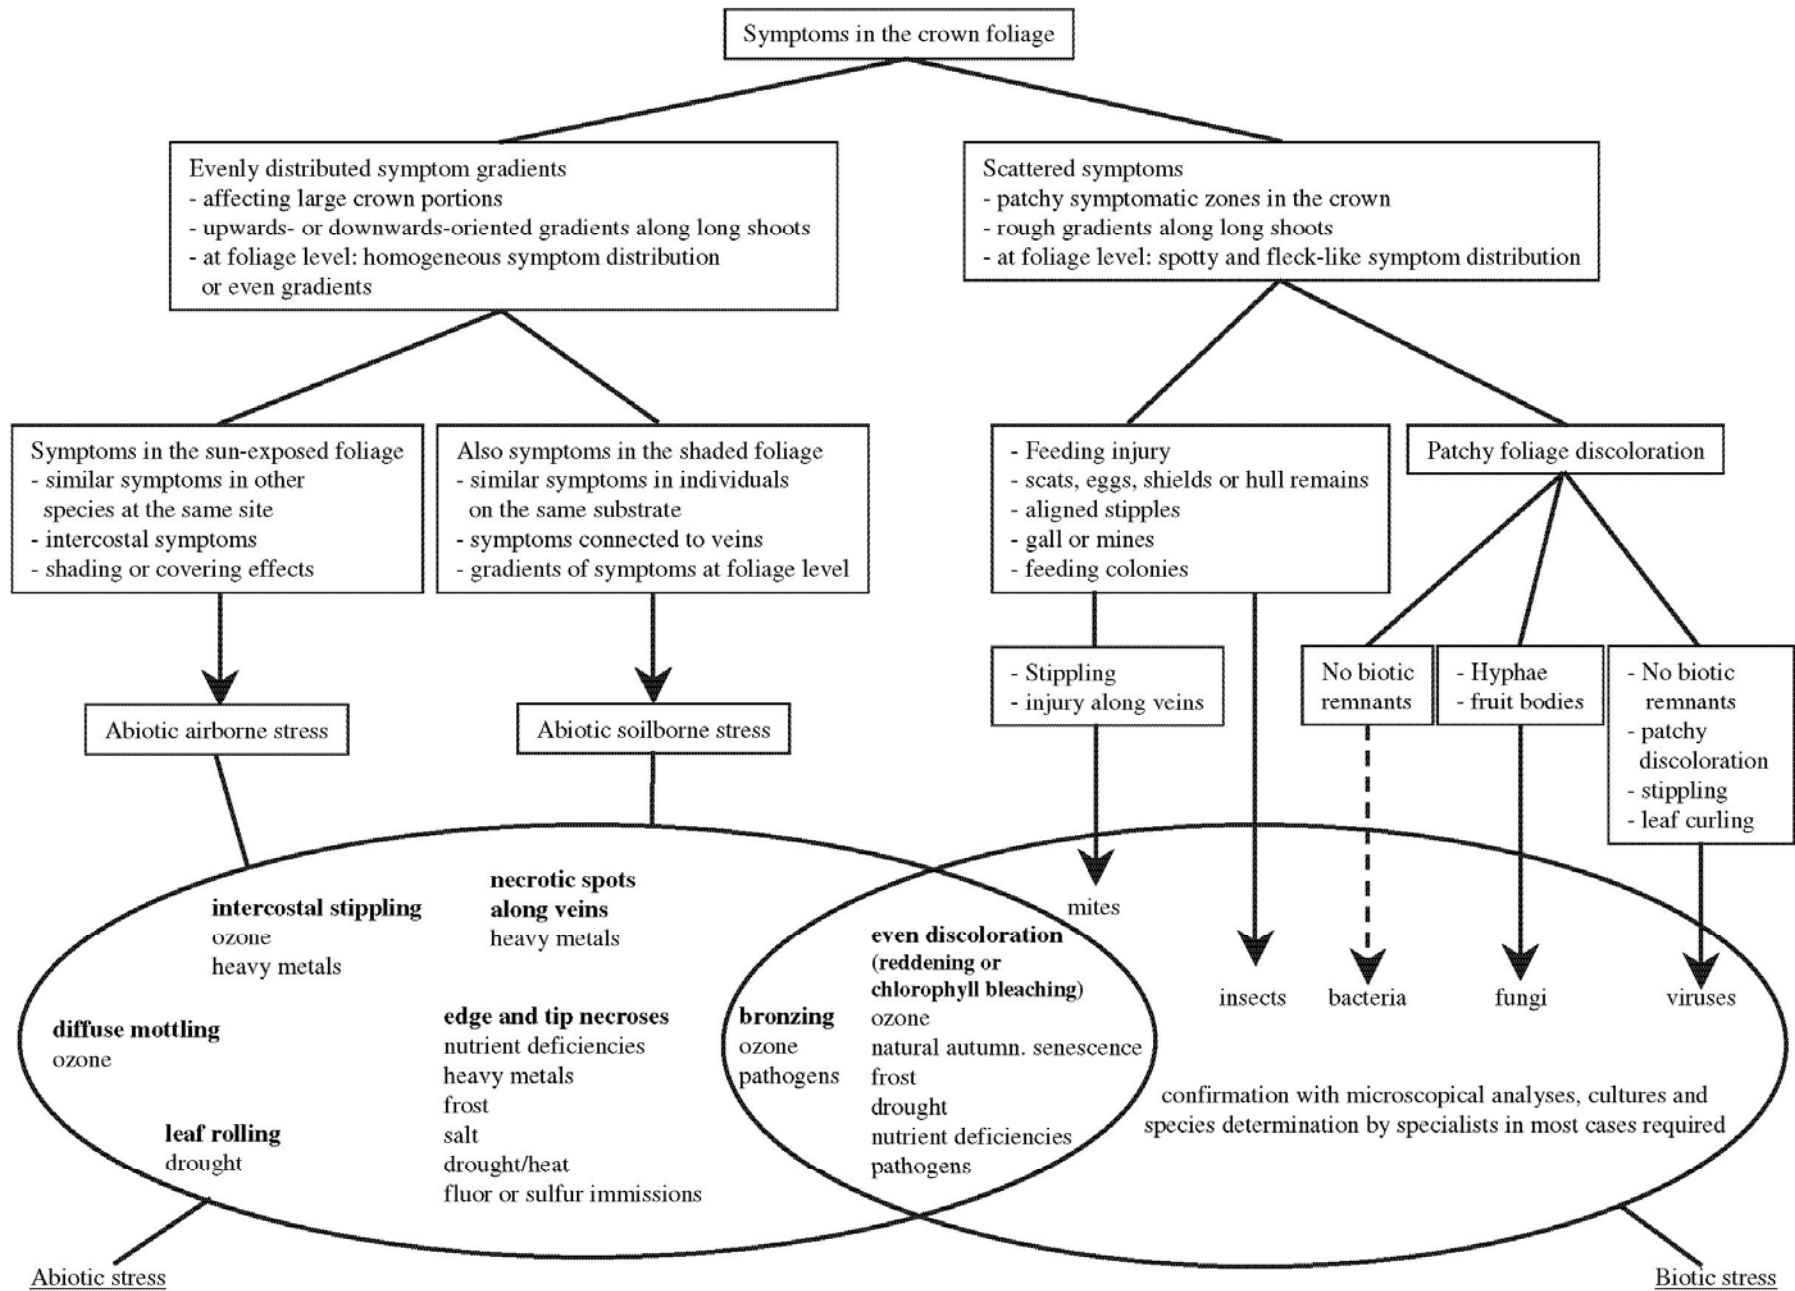 Symptoms in the crown foliage
Evenly distributed symptom gradients
- affecting large crown portions
- upwards- or downwards-oriented gradients along long shoots
- at foliage level: homogeneous symptom distribution
or even gradients
Scattered symptoms
- patchy symptomatic zones in the crown
- rough gradients along long shoots
- at foliage level: spotty and fleck-like symptom distribution
Symptoms in the sun-exposed foliage
- similar symptoms in other
species at the same site
- intercostal symptoms
- shading or covering effects
Also symptoms in the shaded foliage
- similar symptoms in individuals
on the same substrate
- symptoms connected to veins
- gradients of symptoms at foliage level
- Feeding injury
- scats, eggs, shields or hull remains
- aligned stipples
- gall or mines
- feeding colonies
Patchy foliage discoloration
- Stippling
- injury along veins
No biotic
remnants
- Hyphae
- fruit bodies
- No biotic
remnants
- patchy
discoloration
- stippling
- leaf curling
Abiotic airborne stress
Abiotic soilborne stress
intercostal stippling
ozone
heavy metals
necrotic spots
along veins
heavy metals
diffuse mottling
ozone
edge and tip necroses
nutrient deficiencies
heavy metals
frost
salt
drought/heat
fluor or sulfur immissions
leaf rolling
drought
bronzing
ozone
pathogens
even discoloration
(reddening or
chlorophyll bleaching)
ozone
natural autumn. senescence
frost
drought
nutrient deficiencies
pathogens
mites
insects
bacteria
fungi
viruses
confirmation with microscopical analyses, cultures and
species determination by specialists in most cases required
Abiotic stress
Biotic stress